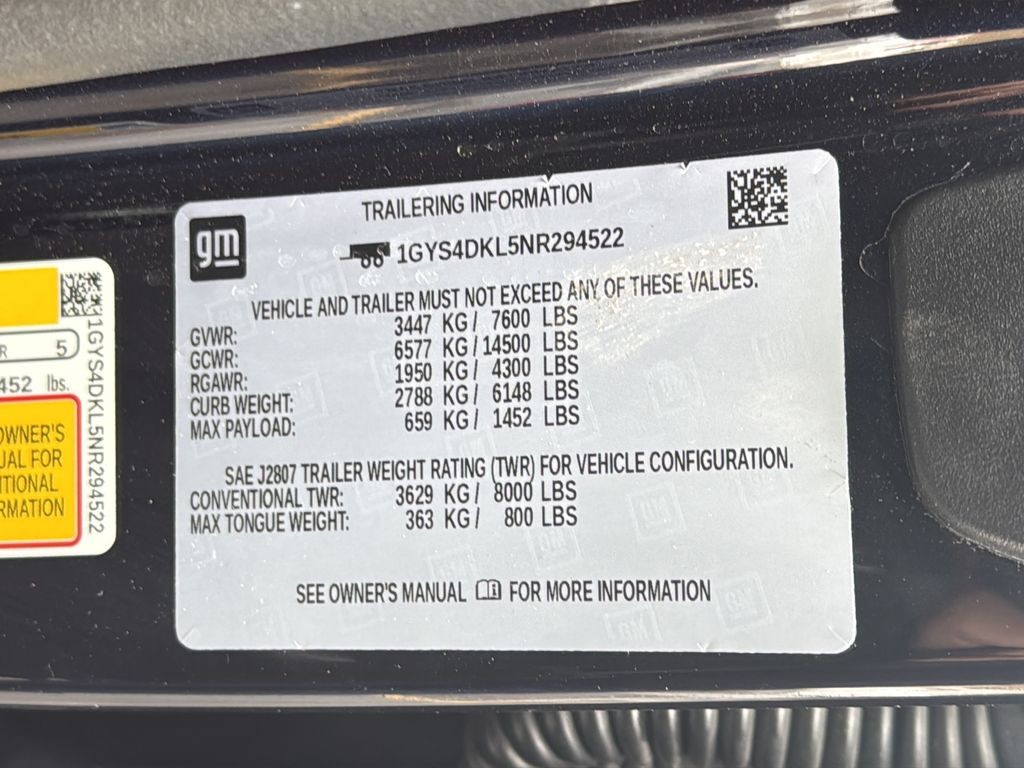 TRAILERING INFORMATION
gm
1GYS4DKL5NR294522
VEHICLE AND TRAILER MUST NOT EXCEED ANY OF THESE VALUES.
GVWR: 3447 KG/ 7600 LBS
GCWR: 6577 KG/14500 LBS
RGAWR: 1950 KG/ 4300 LBS
CURB WEIGHT: 2788 KG/ 6148 LBS
MAX PAYLOAD: 659 KG/ 1452 LBS
SAE J2807 TRAILER WEIGHT RATING (TWR) FOR VEHICLE CONFIGURATION.
CONVENTIONAL TWR: 3629 KG/ 8000 LBS
MAX TONGUE WEIGHT: 363 KG/ 800 LBS
SEE OWNER'S MANUAL FOR MORE INFORMATION
R 5
452 lbs.
OWNER'S
UAL FOR
ITIONAL
RMATION
1GYS4DKL5NR294522